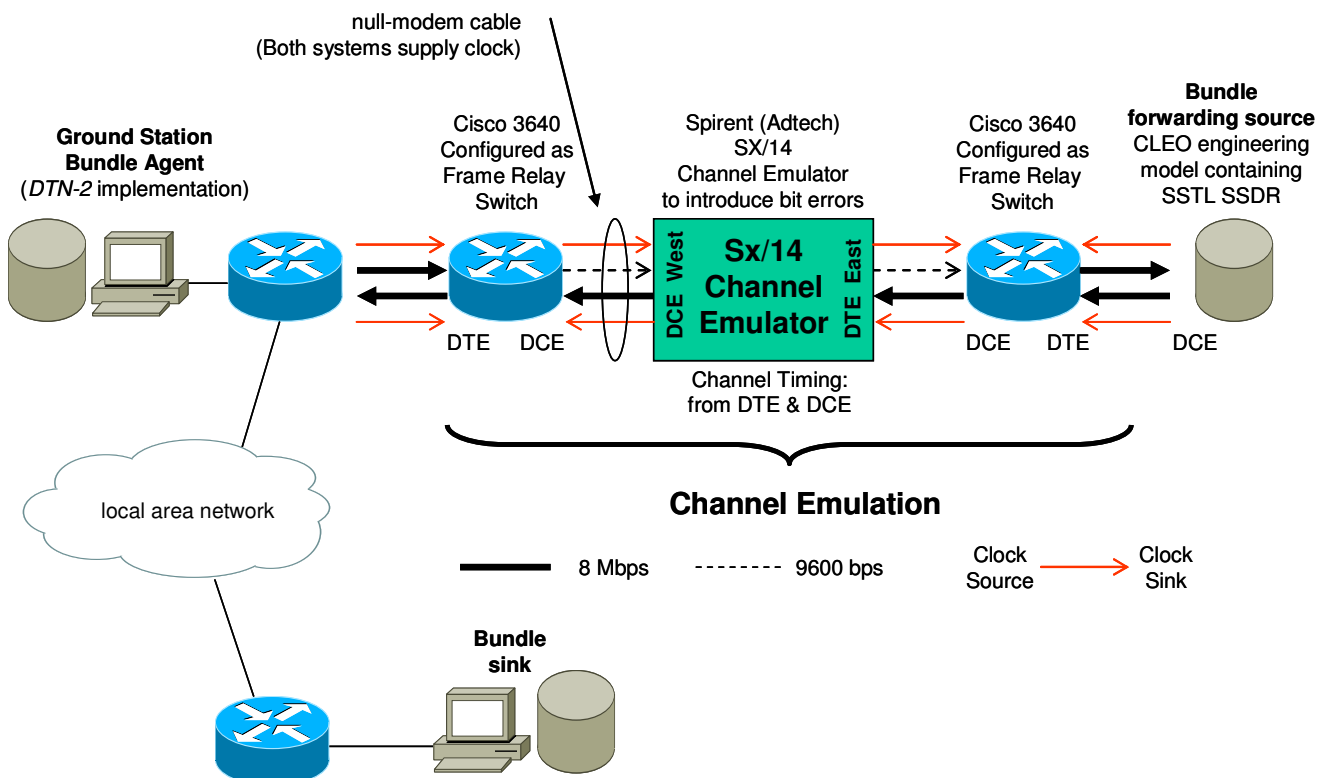 null-modem cable
(Both systems supply clock)
Ground Station
Bundle Agent
(DTN-2 implementation)
Cisco 3640
Configured as
Frame Relay
Switch
Spirent (Adtech)
SX/14
Channel Emulator
to introduce bit errors
Cisco 3640
Configured as
Frame Relay
Switch
Bundle
forwarding source
CLEO engineering
model containing
SSTL SSDR
DCE West
Sx/14
Channel
Emulator
DTE East
DTE
DCE
DCE
DTE
DCE
Channel Timing:
from DTE & DCE
Channel Emulation
local area network
8 Mbps
9600 bps
Clock
Source
Clock
Sink
Bundle
sink